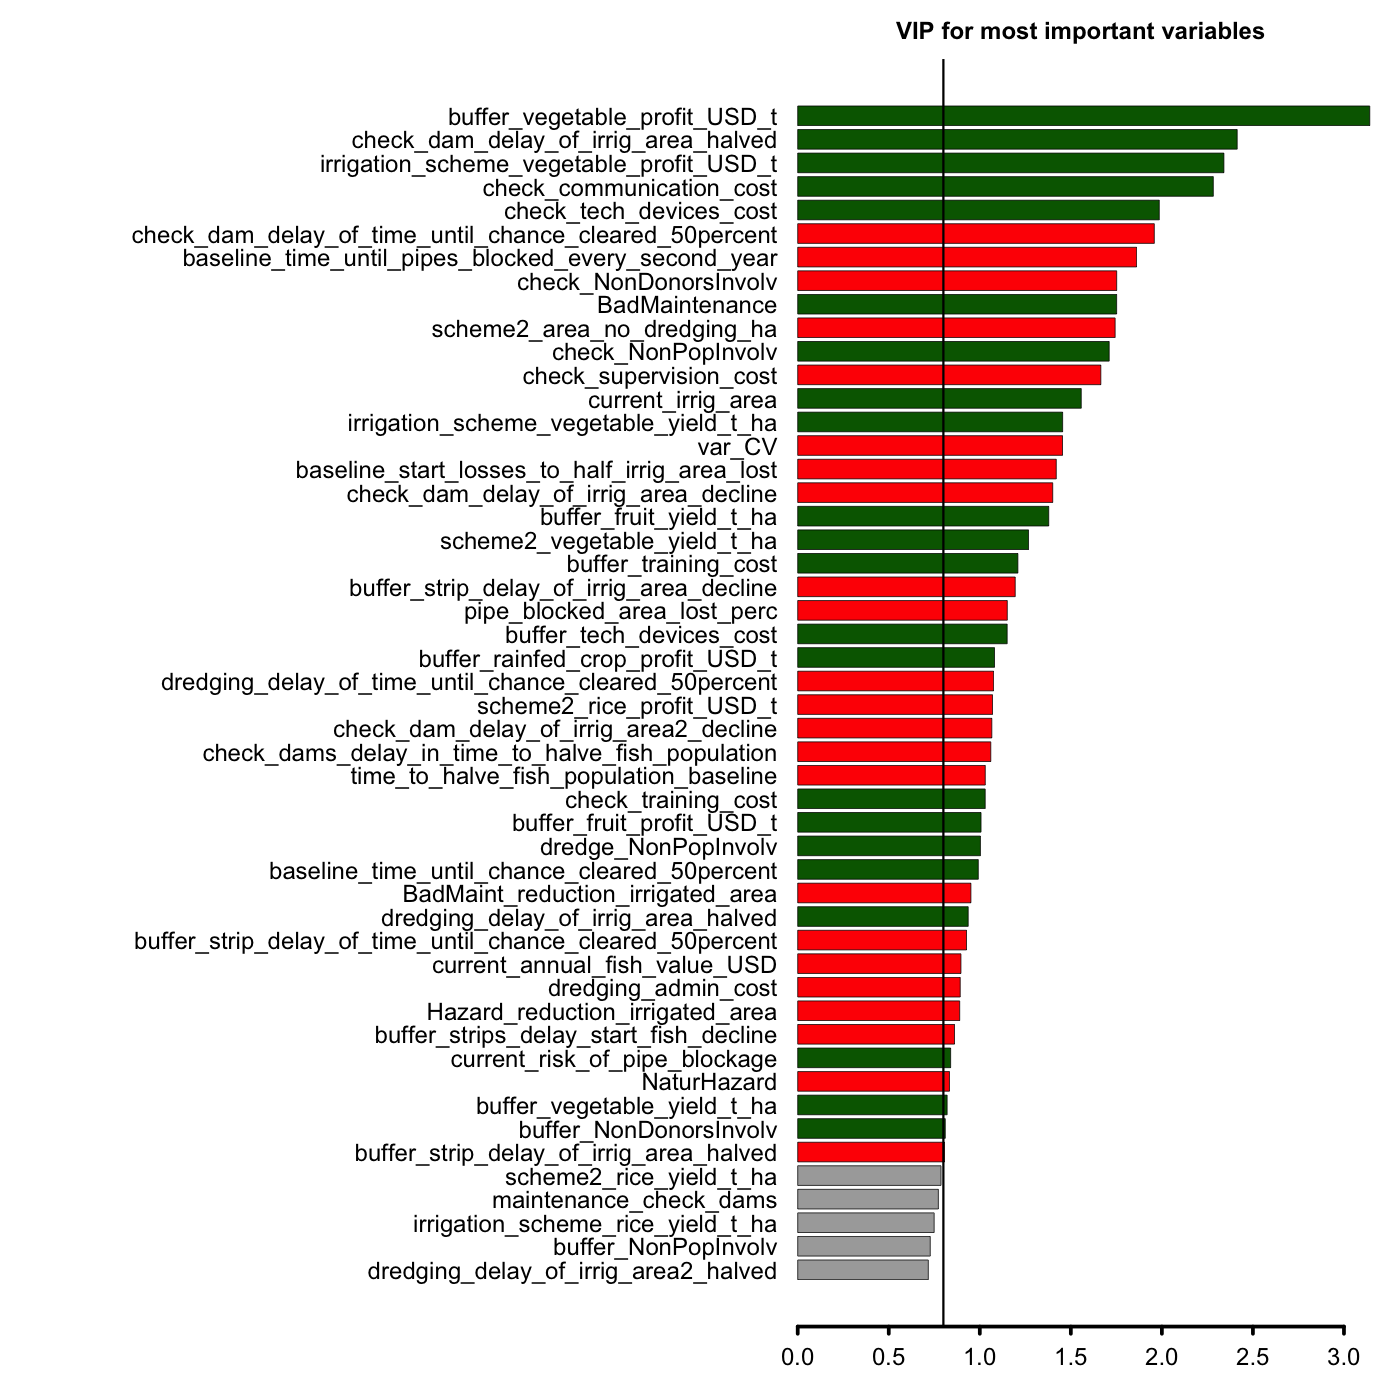 VIP for most important variables
buffer_vegetable_profit_USD_t
check_dam_delay_of_irrig_area_halved
irrigation_scheme_vegetable_profit_USD_t
check_communication_cost
check_tech_devices_cost
check_dam_delay_of_time_until_chance_cleared_50percent
baseline_time_until_pipes_blocked_every_second_year
check_NonDonorsInvolv
BadMaintenance
scheme2_area_no_dredging_ha
check_NonPopInvolv
check_supervision_cost
current_irrig_area
irrigation_scheme_vegetable_yield_t_ha
var_CV
baseline_start_losses_to_half_irrig_area_lost
check_dam_delay_of_irrig_area_decline
buffer_fruit_yield_t_ha
scheme2_vegetable_yield_t_ha
buffer_training_cost
buffer_strip_delay_of_irrig_area_decline
pipe_blocked_area_lost_perc
buffer_tech_devices_cost
buffer_rainfed_crop_profit_USD_t
dredging_delay_of_time_until_chance_cleared_50percent
scheme2_rice_profit_USD_t
check_dam_delay_of_irrig_area2_decline
check_dams_delay_in_time_to_halve_fish_population
time_to_halve_fish_population_baseline
check_training_cost
buffer_fruit_profit_USD_t
dredge_NonPopInvolv
baseline_time_until_chance_cleared_50percent
BadMaint_reduction_irrigated_area
dredging_delay_of_irrig_area_halved
buffer_strip_delay_of_time_until_chance_cleared_50percent
current_annual_fish_value_USD
dredging_admin_cost
Hazard_reduction_irrigated_area
buffer_strips_delay_start_fish_decline
current_risk_of_pipe_blockage
NaturHazard
buffer_vegetable_yield_t_ha
buffer_NonDonorsInvolv
buffer_strip_delay_of_irrig_area_halved
scheme2_rice_yield_t_ha
maintenance_check_dams
irrigation_scheme_rice_yield_t_ha
buffer_NonPopInvolv
dredging_delay_of_irrig_area2_halved
0.0 0.5 1.0 1.5 2.0 2.5 3.0